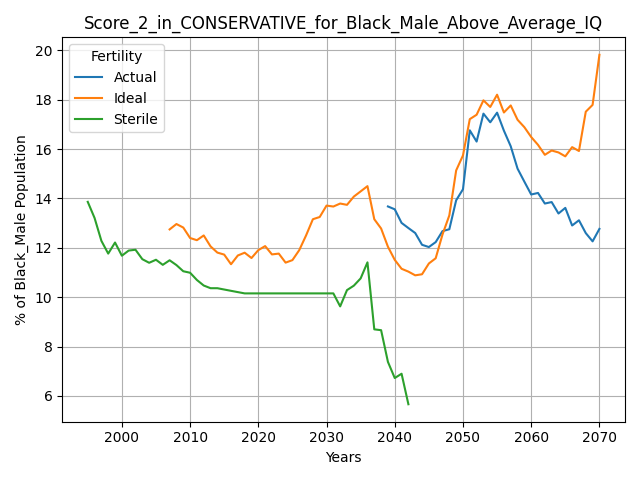 Score_2_in_CONSERVATIVE_for_Black_Male_Above_Average_IQ
Fertility
Actual
Ideal
Sterile
% of Black_Male Population
20
18
16
14
12
10
8
6
2000 2010 2020 2030 2040 2050 2060 2070
Years